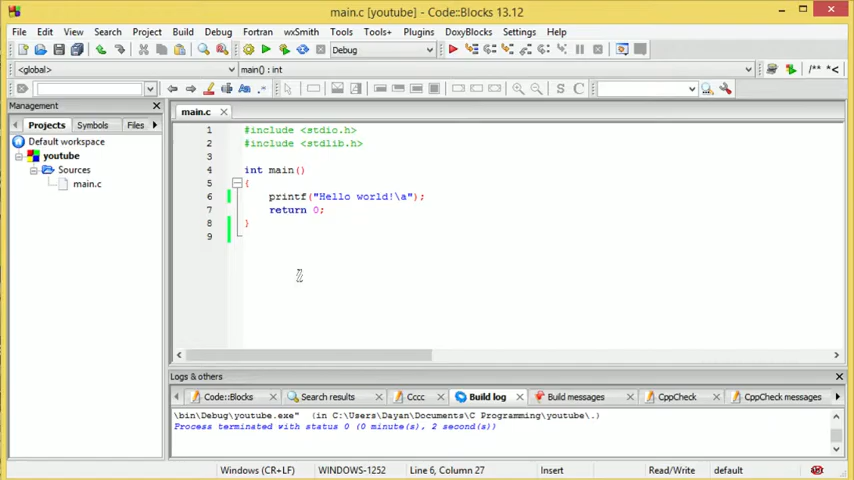 main.c [youtube] - Code::Blocks 13.12
File Edit View Search Project Build Debug Fortran wxSmith Tools Tools+ Plugins DoxyBlocks Settings Help
Debug
<global> main() : int /** *<
S C
Management
Projects Symbols Files
Default workspace
youtube
Sources
main.c
main.c
1 #include <stdio.h>
2 #include <stdlib.h>
3
4 int main()
5 {
6 printf("Hello world!\a");
7 return 0;
8 }
9
Logs & others
Code::Blocks Search results Cccc Build log Build messages CppCheck CppCheck messages
\bin\Debug\youtube.exe" (in C:\Users\Dayan\Documents\C Programming\youtube\.)
Process terminated with status 0 (0 minute(s), 2 second(s))
Windows (CR+LF) WINDOWS-1252 Line 6, Column 27 Insert Read/Write default